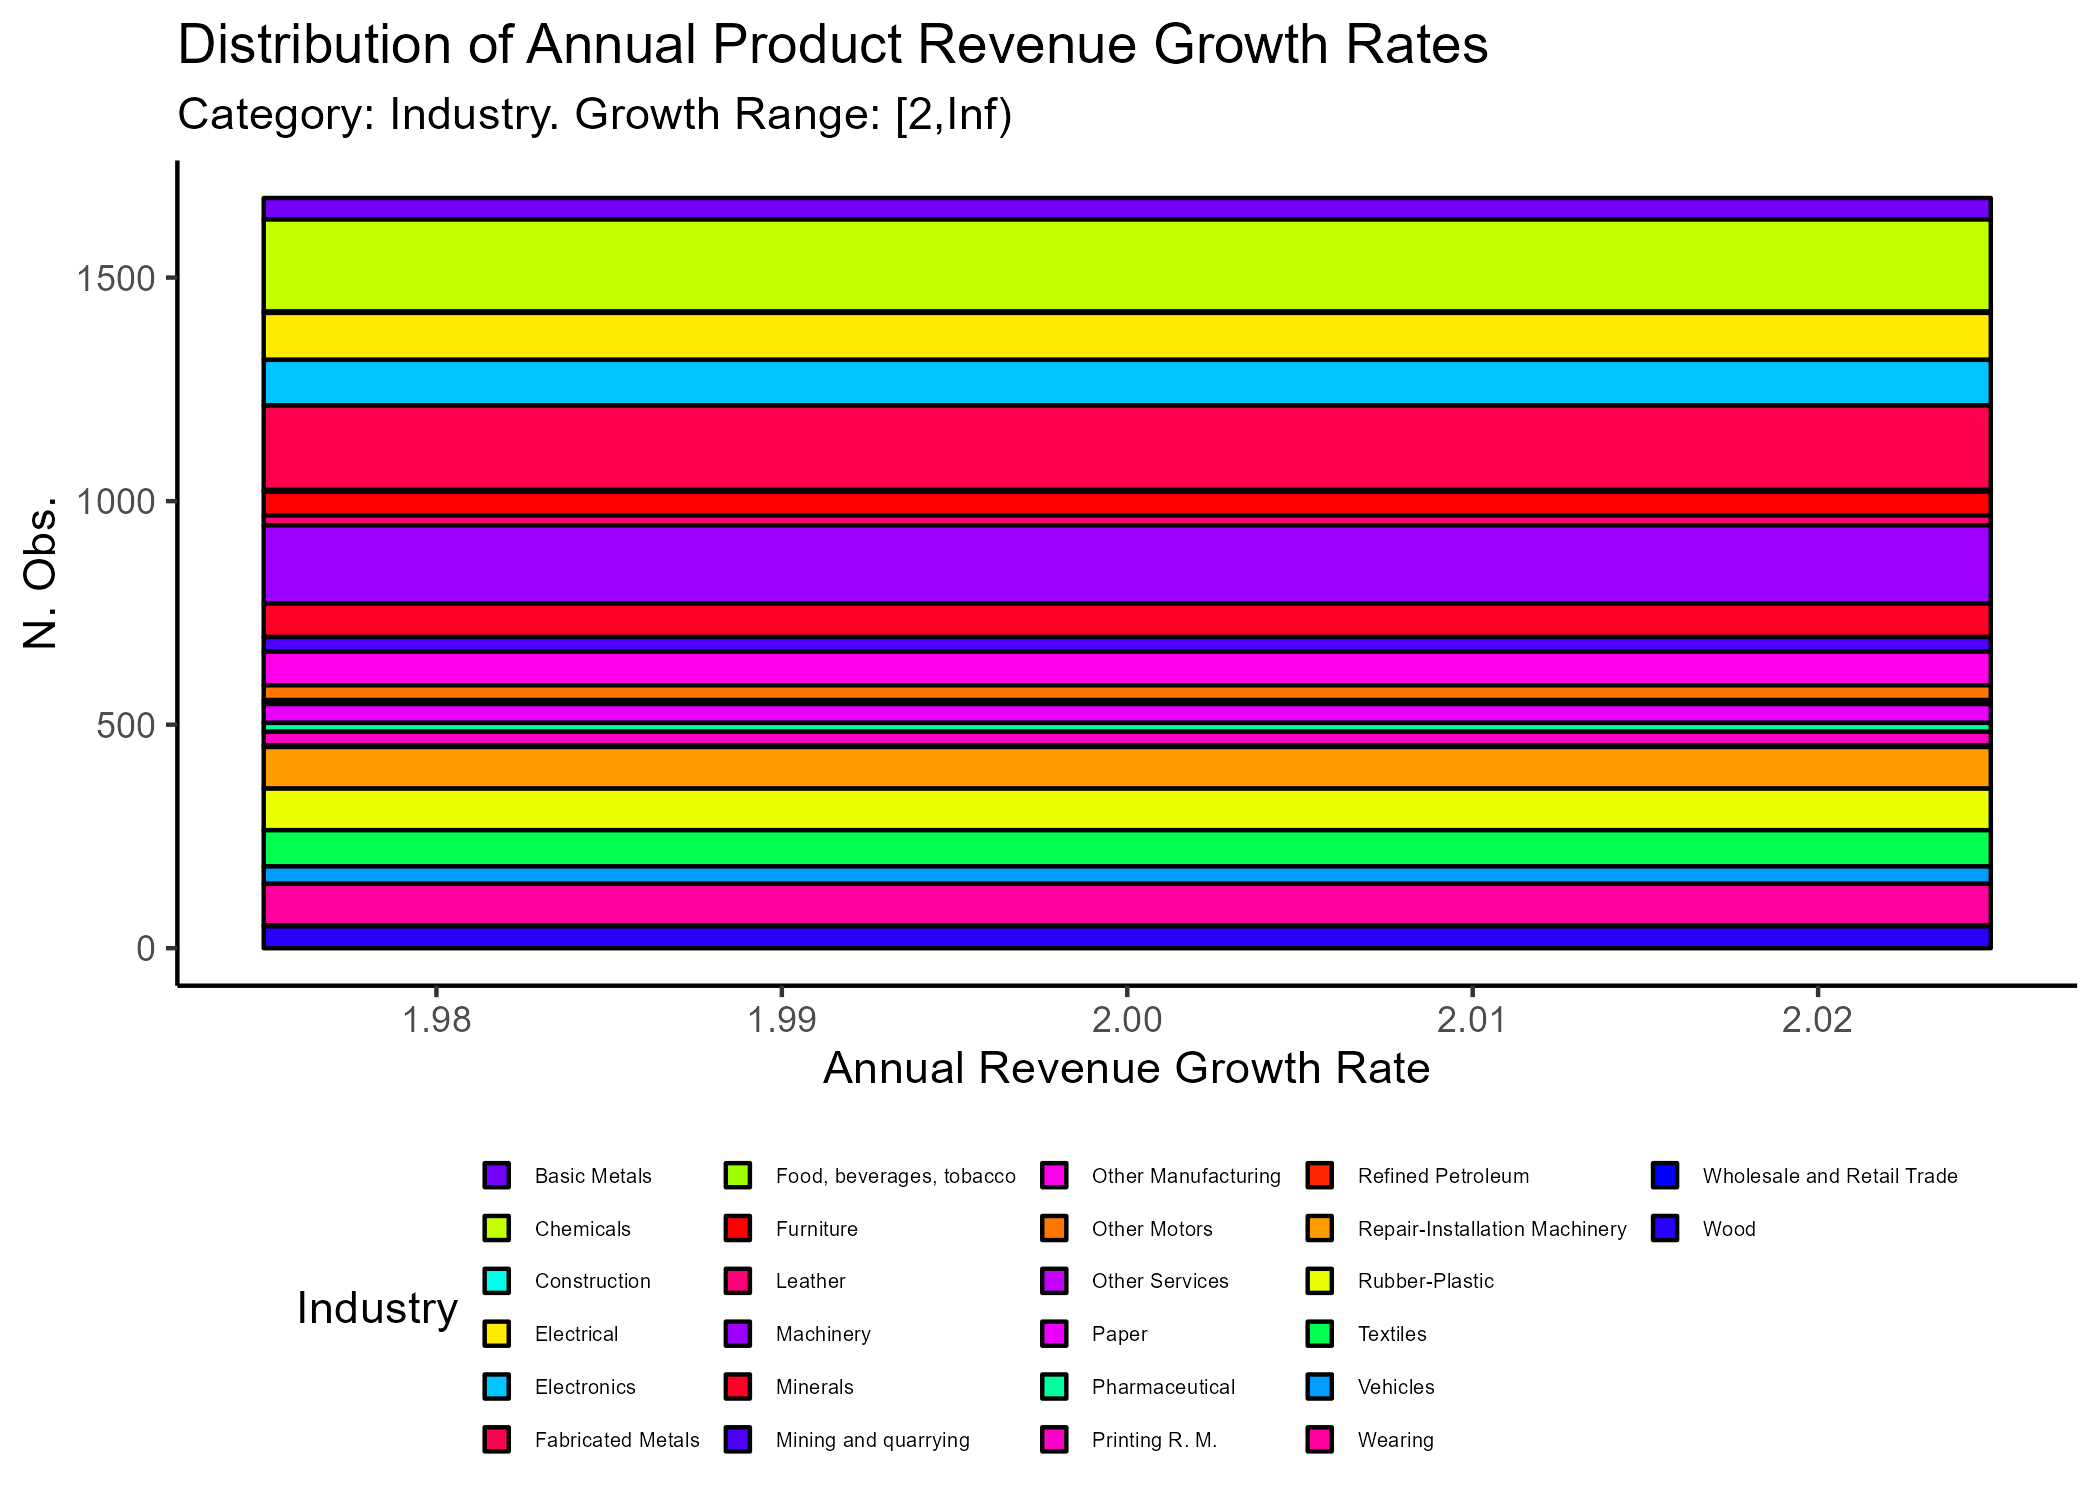 Distribution of Annual Product Revenue Growth Rates
Category: Industry. Growth Range: [2,Inf)
N. Obs.
1500
1000
500
0
1.98 1.99 2.00 2.01 2.02
Annual Revenue Growth Rate
Industry
Basic Metals
Chemicals
Construction
Electrical
Electronics
Fabricated Metals
Food, beverages, tobacco
Furniture
Leather
Machinery
Minerals
Mining and quarrying
Other Manufacturing
Other Motors
Other Services
Paper
Pharmaceutical
Printing R. M.
Refined Petroleum
Repair-Installation Machinery
Rubber-Plastic
Textiles
Vehicles
Wearing
Wholesale and Retail Trade
Wood